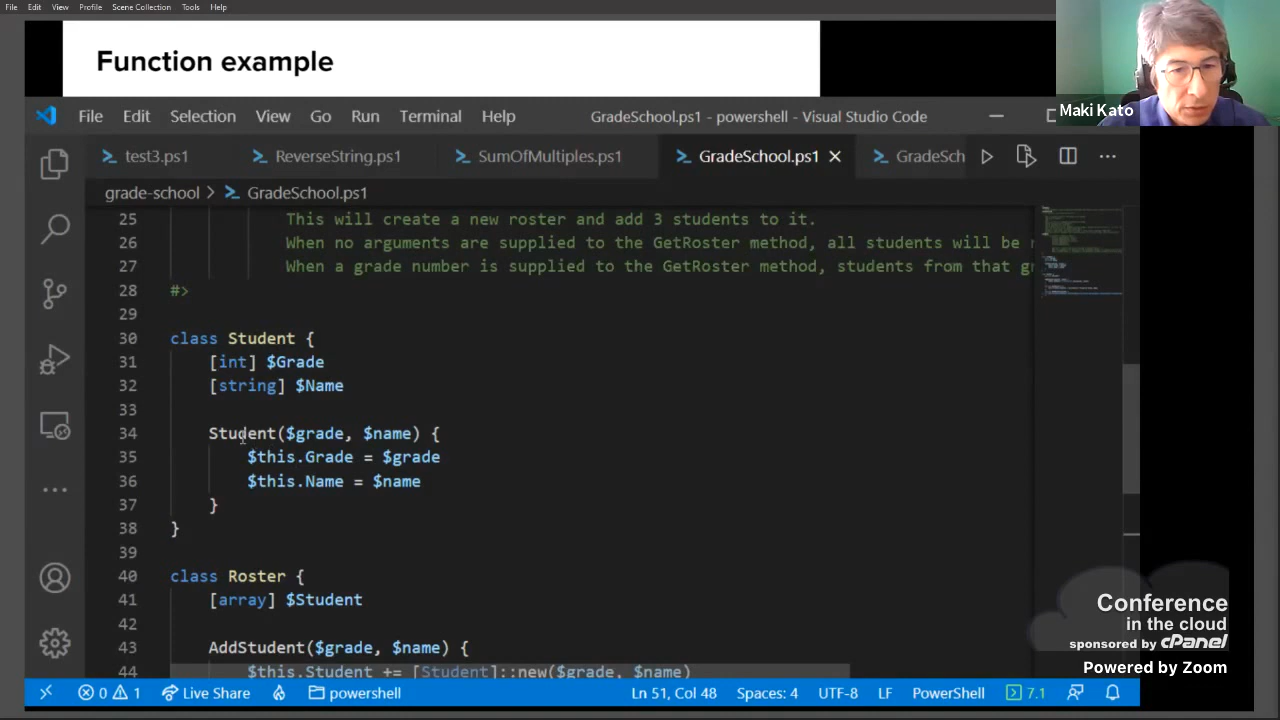 File Edit View Profile Scene Collection Tools Help
Function example
Maki Kato
File Edit Selection View Go Run Terminal Help GradeSchool.ps1 - powershell - Visual Studio Code
test3.ps1 ReverseString.ps1 SumOfMultiples.ps1 GradeSchool.ps1 GradeSch
grade-school > GradeSchool.ps1
25 This will create a new roster and add 3 students to it.
26 When no arguments are supplied to the GetRoster method, all students will be
27 When a grade number is supplied to the GetRoster method, students from that
28 #>
29
30 class Student {
31 [int] $Grade
32 [string] $Name
33
34 Student($grade, $name) {
35 $this.Grade = $grade
36 $this.Name = $name
37 }
38 }
39
40 class Roster {
41 [array] $Student
42
43 AddStudent($grade, $name) {
44 $this.Student += [Student]::new($grade, $name)
Conference
in the cloud
sponsored by cPanel
Powered by Zoom
0 1 Live Share powershell Ln 51, Col 48 Spaces: 4 UTF-8 LF PowerShell 7.1